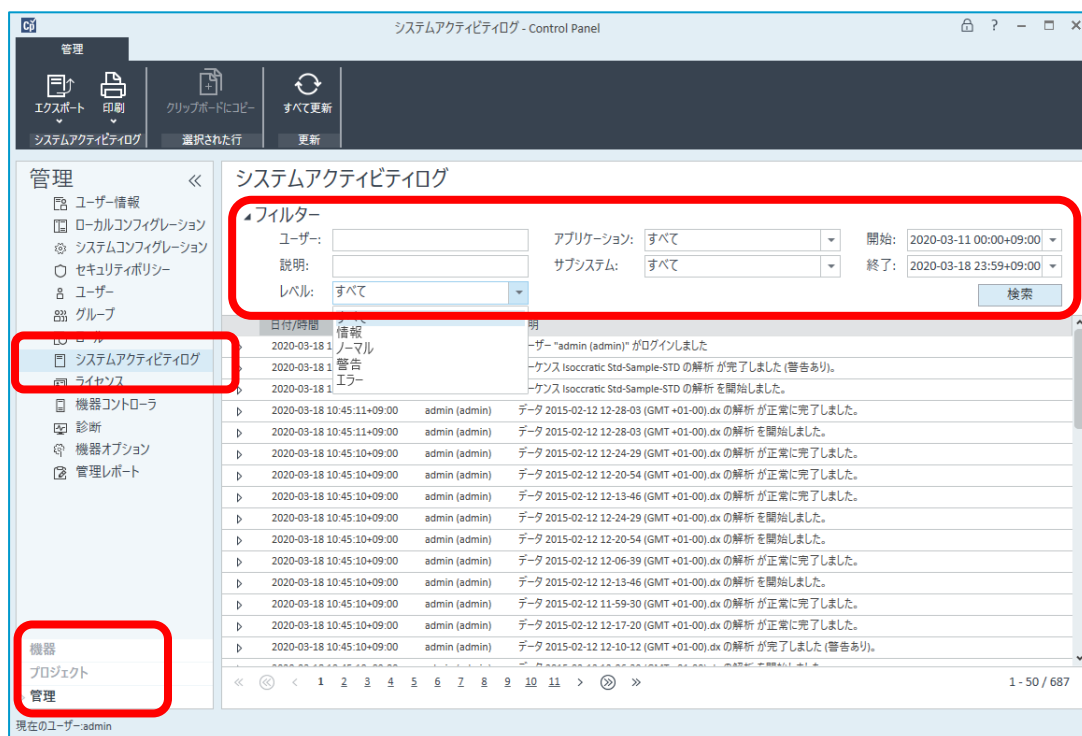 Cp
システムアクティビティログ - Control Panel
?
管理
エクスポート 印刷 クリップボードにコピー すべて更新
システムアクティビティログ 選択された行 更新
管理
ユーザー情報
ローカルコンフィグレーション
システムコンフィグレーション
セキュリティポリシー
ユーザー
グループ
システムアクティビティログ
ライセンス
機器コントローラ
診断
機器オプション
管理レポート
機器
プロジェクト
管理
現在のユーザー:admin
システムアクティビティログ
フィルター
ユーザー: アプリケーション: すべて 開始: 2020-03-11 00:00+09:00
説明: サブシステム: すべて 終了: 2020-03-18 23:59+09:00
レベル: すべて 検索
すべて
情報
ノーマル
警告
エラー
日付/時間 明
2020-03-18 1 ーザー "admin (admin)" がログインしました
2020-03-18 1 ーケンス Isoccratic Std-Sample-STD の解析 が完了しました (警告あり)。
2020-03-18 1 ーケンス Isoccratic Std-Sample-STD の解析 を開始しました。
2020-03-18 10:45:11+09:00 admin (admin) データ 2015-02-12 12-28-03 (GMT +01-00).dx の解析 が正常に完了しました。
2020-03-18 10:45:11+09:00 admin (admin) データ 2015-02-12 12-28-03 (GMT +01-00).dx の解析 を開始しました。
2020-03-18 10:45:10+09:00 admin (admin) データ 2015-02-12 12-24-29 (GMT +01-00).dx の解析 が正常に完了しました。
2020-03-18 10:45:10+09:00 admin (admin) データ 2015-02-12 12-20-54 (GMT +01-00).dx の解析 が正常に完了しました。
2020-03-18 10:45:10+09:00 admin (admin) データ 2015-02-12 12-13-46 (GMT +01-00).dx の解析 が正常に完了しました。
2020-03-18 10:45:10+09:00 admin (admin) データ 2015-02-12 12-24-29 (GMT +01-00).dx の解析 を開始しました。
2020-03-18 10:45:10+09:00 admin (admin) データ 2015-02-12 12-20-54 (GMT +01-00).dx の解析 を開始しました。
2020-03-18 10:45:10+09:00 admin (admin) データ 2015-02-12 12-06-39 (GMT +01-00).dx の解析 が正常に完了しました。
2020-03-18 10:45:10+09:00 admin (admin) データ 2015-02-12 12-13-46 (GMT +01-00).dx の解析 を開始しました。
2020-03-18 10:45:10+09:00 admin (admin) データ 2015-02-12 11-59-30 (GMT +01-00).dx の解析 が正常に完了しました。
2020-03-18 10:45:10+09:00 admin (admin) データ 2015-02-12 12-17-20 (GMT +01-00).dx の解析 が正常に完了しました。
2020-03-18 10:45:10+09:00 admin (admin) データ 2015-02-12 12-10-12 (GMT +01-00).dx の解析 が完了しました (警告あり)。
1 2 3 4 5 6 7 8 9 10 11 1 - 50 / 687